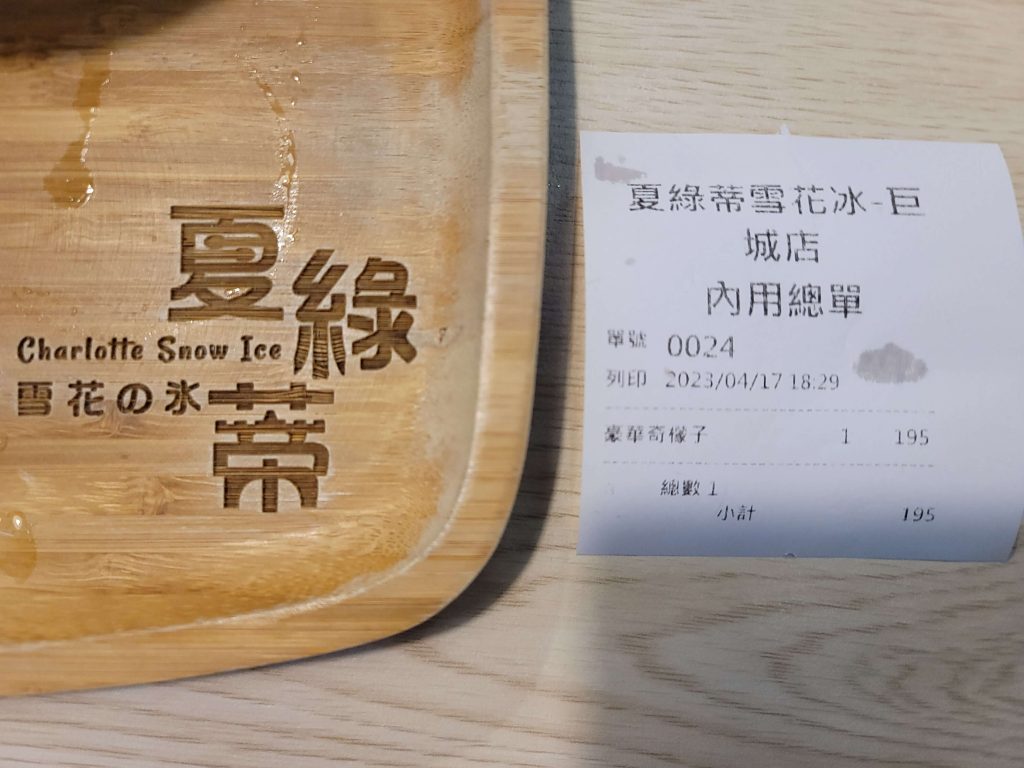 夏綠蒂
Charlotte Snow Ice
雪花の氷
夏綠蒂雪花冰-巨
城店
內用總單
單號 0024
列印 2023/04/17 18:29
豪華奇檬子 1 195
總數 1
小計 195